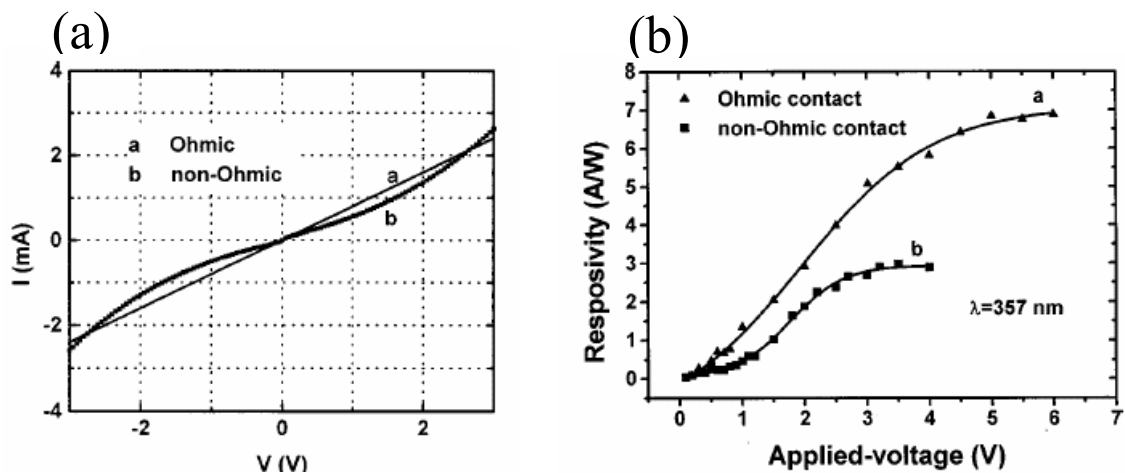 (a)
4
2
0
-2
-4
I (mA)
a Ohmic
b non-Ohmic
a
b
-2 0 2
V (V)
(b)
8
7
6
5
4
3
2
1
0
Resposivity (A/W)
Ohmic contact
non-Ohmic contact
a
b
λ=357 nm
0 1 2 3 4 5 6 7
Applied-voltage (V)